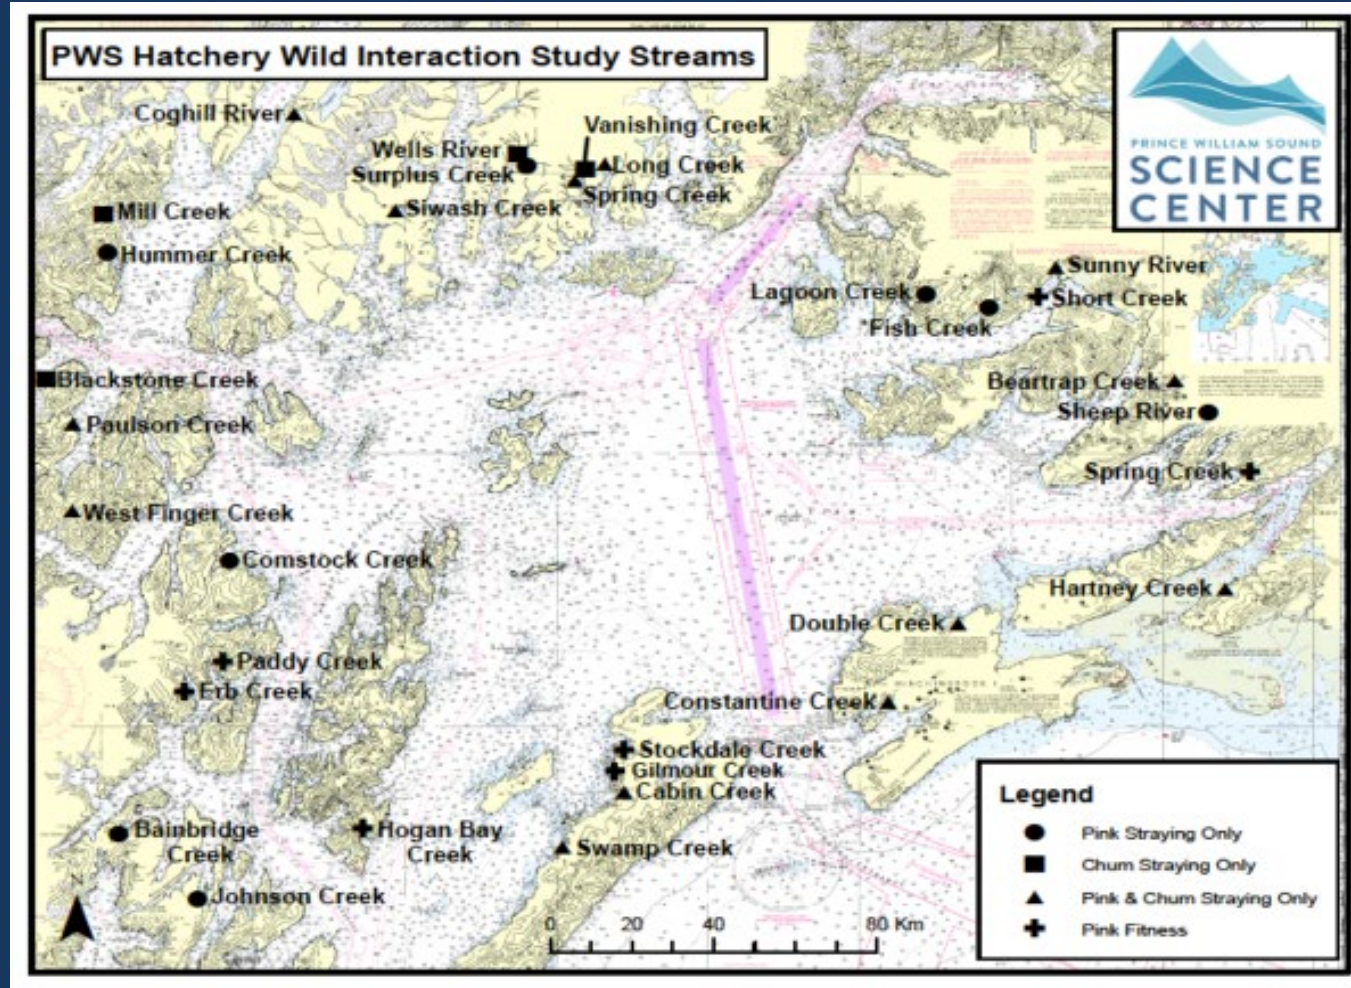 PWS Hatchery Wild Interaction Study Streams
PRINCE WILLIAM SOUND
SCIENCE
CENTER
Coghill River
Vanishing Creek
Wells River
Long Creek
Surplus Creek
Spring Creek
Mill Creek
Siwash Creek
Hummer Creek
Sunny River
Lagoon Creek
Short Creek
Fish Creek
Blackstone Creek
Beartrap Creek
Sheep River
Paulson Creek
Spring Creek
West Finger Creek
Comstock Creek
Hartney Creek
Double Creek
Paddy Creek
Erb Creek
Constantine Creek
Stockdale Creek
Gilmour Creek
Cabin Creek
Bainbridge
Creek
Hogan Bay
Creek
Swamp Creek
Johnson Creek
N
0 20 40 80 Km
Legend
Pink Straying Only
Chum Straying Only
Pink & Chum Straying Only
Pink Fitness